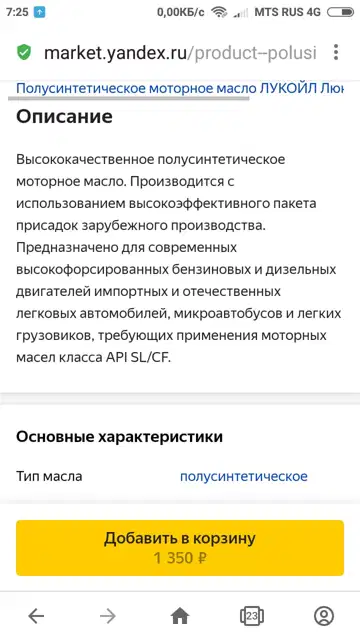 7:25 0,00КБ/с MTS RUS 4G
market.yandex.ru/product--polusi
Полусинтетическое моторное масло ЛУКОЙЛ Люк
Описание
Высококачественное полусинтетическое
моторное масло. Производится с
использованием высокоэффективного пакета
присадок зарубежного производства.
Предназначено для современных
высокофорсированных бензиновых и дизельных
двигателей импортных и отечественных
легковых автомобилей, микроавтобусов и легких
грузовиков, требующих применения моторных
масел класса API SL/CF.
Основные характеристики
Тип масла полусинтетическое
Добавить в корзину
1 350 ₽
23